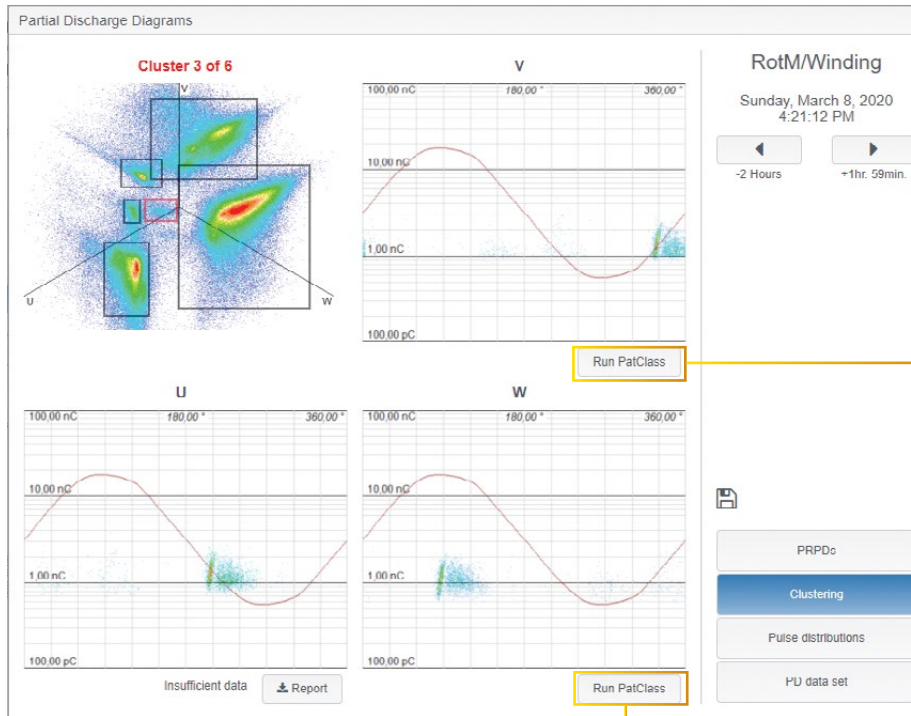 Partial Discharge Diagrams
Cluster 3 of 6
V
U
W
V
100,00 nC
180,00 °
360,00 °
10,00 nC
1,00 nC
100,00 pC
Run PatClass
U
100,00 nC
180,00 °
360,00 °
10,00 nC
1,00 nC
100,00 pC
Insufficient data
Report
W
100,00 nC
180,00 °
360,00 °
10,00 nC
1,00 nC
100,00 pC
Run PatClass
RotM/Winding
Sunday, March 8, 2020
4:21:12 PM
-2 Hours
+1hr. 59min.
PRPDs
Clustering
Pulse distributions
PD data set